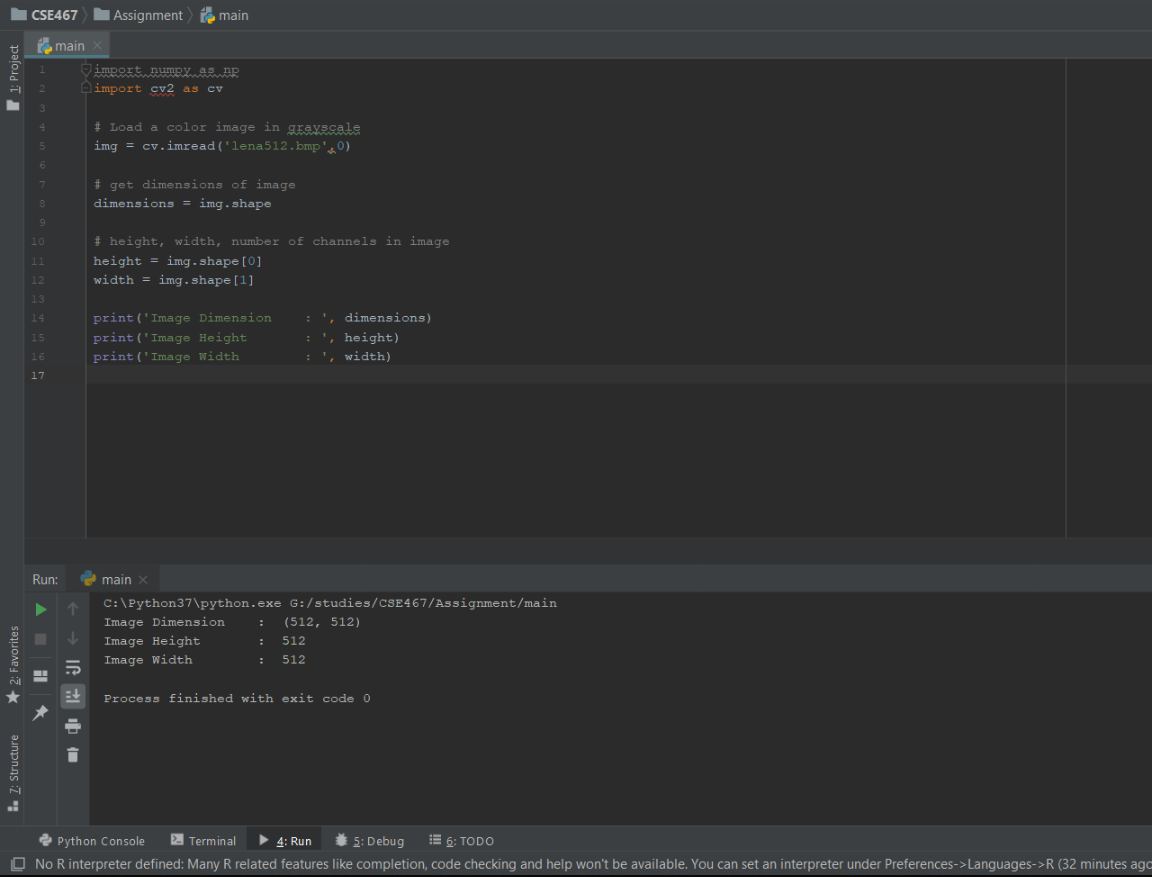 CSE467 Assignment main
main
1: Project
1 import numpy as np
2 import cv2 as cv
3
4 # Load a color image in grayscale
5 img = cv.imread('lena512.bmp',0)
6
7 # get dimensions of image
8 dimensions = img.shape
9
10 # height, width, number of channels in image
11 height = img.shape[0]
12 width = img.shape[1]
13
14 print('Image Dimension    : ', dimensions)
15 print('Image Height       : ', height)
16 print('Image Width        : ', width)
17
Run: main
C:\Python37\python.exe G:/studies/CSE467/Assignment/main
Image Dimension    :  (512, 512)
Image Height       :  512
Image Width        :  512
Process finished with exit code 0
2: Favorites
7: Structure
Python Console Terminal 4: Run 5: Debug 6: TODO
No R interpreter defined: Many R related features like completion, code checking and help won't be available. You can set an interpreter under Preferences->Languages->R (32 minutes ago